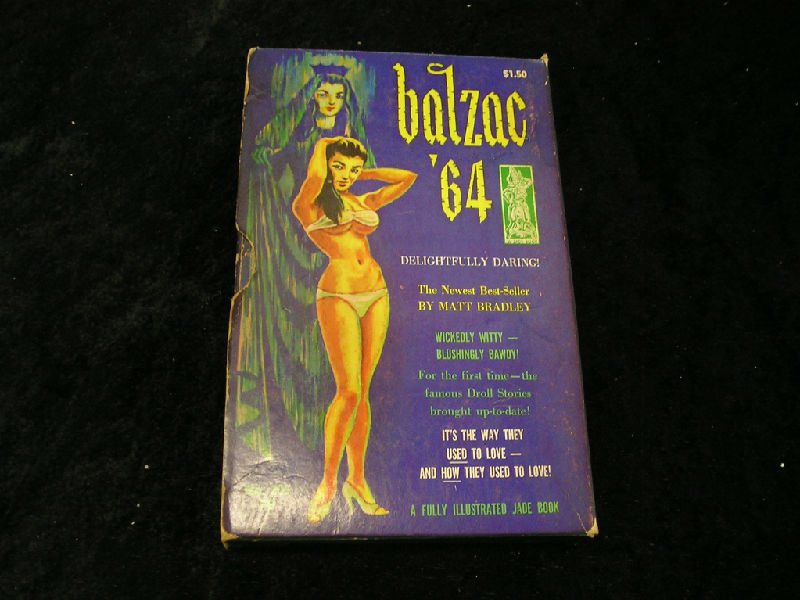 $1.50
balzac
'64
DELIGHTFULLY DARING!
The Newest Best-Seller
BY MATT BRADLEY
WICKEDLY WITTY —
BLUSHINGLY BAWDY!
For the first time—the
famous Droll Stories
brought up-to-date!
IT'S THE WAY THEY
USED TO LOVE —
AND HOW THEY USED TO LOVE!
A FULLY ILLUSTRATED JADE BOOK